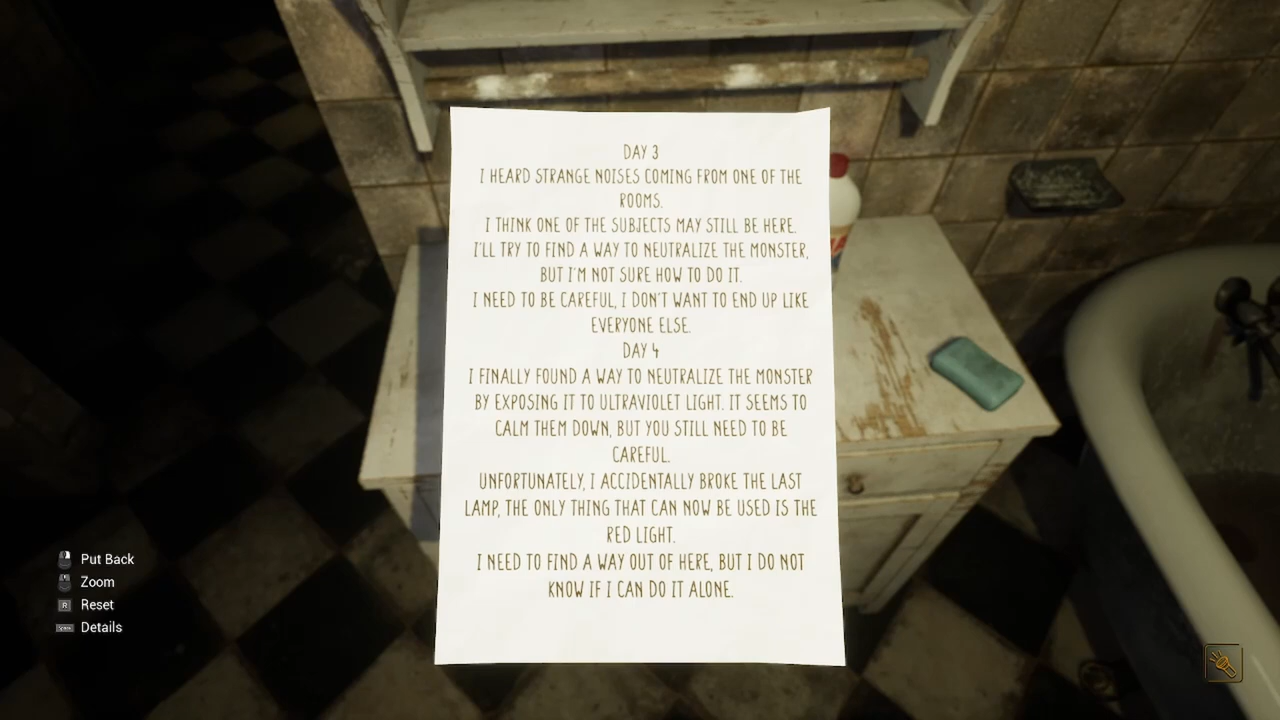 DAY 3
I HEARD STRANGE NOISES COMING FROM ONE OF THE
ROOMS.
I THINK ONE OF THE SUBJECTS MAY STILL BE HERE.
I'LL TRY TO FIND A WAY TO NEUTRALIZE THE MONSTER,
BUT I'M NOT SURE HOW TO DO IT.
I NEED TO BE CAREFUL, I DON'T WANT TO END UP LIKE
EVERYONE ELSE.
DAY 4
I FINALLY FOUND A WAY TO NEUTRALIZE THE MONSTER
BY EXPOSING IT TO ULTRAVIOLET LIGHT. IT SEEMS TO
CALM THEM DOWN, BUT YOU STILL NEED TO BE
CAREFUL.
UNFORTUNATELY, I ACCIDENTALLY BROKE THE LAST
LAMP, THE ONLY THING THAT CAN NOW BE USED IS THE
RED LIGHT.
I NEED TO FIND A WAY OUT OF HERE, BUT I DO NOT
KNOW IF I CAN DO IT ALONE.
Put Back
Zoom
R Reset
Space Details